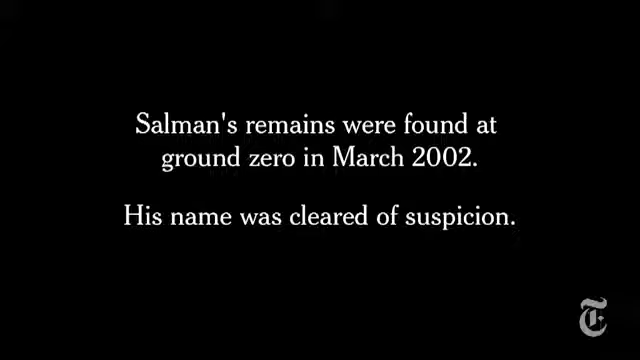 Salman's remains were found at
ground zero in March 2002.
His name was cleared of suspicion.
T